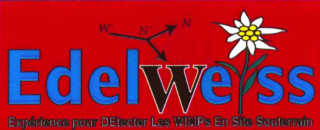 W N' N
Edelweiss
Expérience pour DEtecter Les WIMPs En Site Souterrain